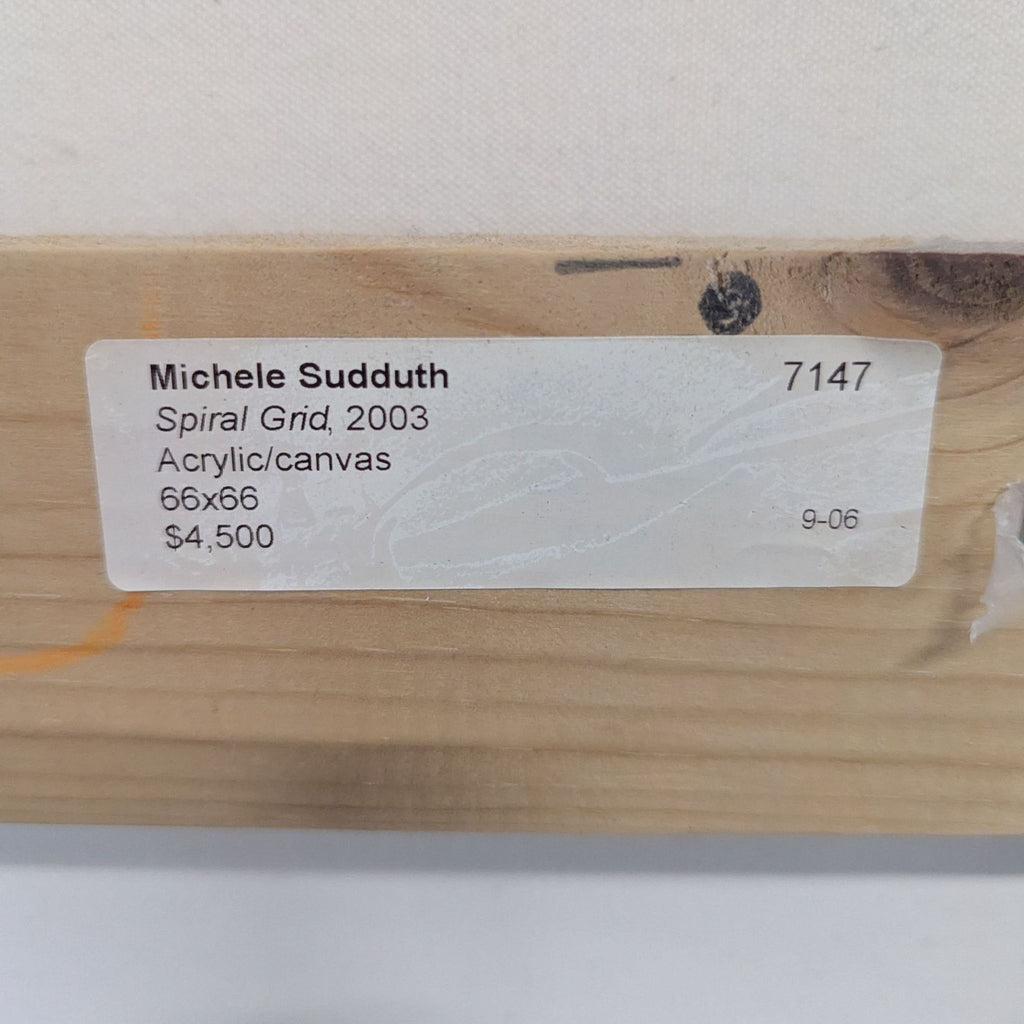 Michele Sudduth 7147
Spiral Grid, 2003
Acrylic/canvas
66x66
$4,500 9-06